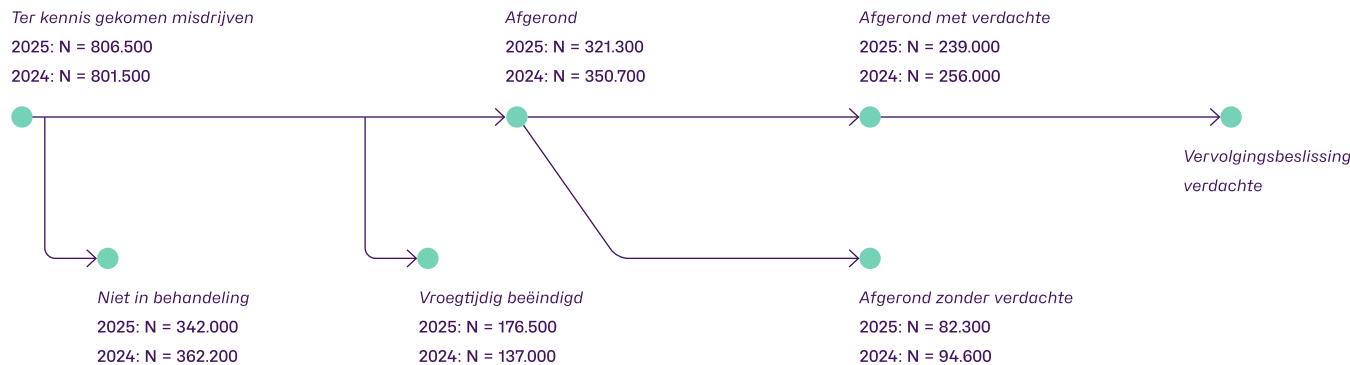 Ter kennis gekomen misdrijven
2025: N = 806.500
2024: N = 801.500
Afgerond
2025: N = 321.300
2024: N = 350.700
Afgerond met verdachte
2025: N = 239.000
2024: N = 256.000
Vervolgingsbeslissing
verdachte
Niet in behandeling
2025: N = 342.000
2024: N = 362.200
Vroegtijdig beëindigd
2025: N = 176.500
2024: N = 137.000
Afgerond zonder verdachte
2025: N = 82.300
2024: N = 94.600